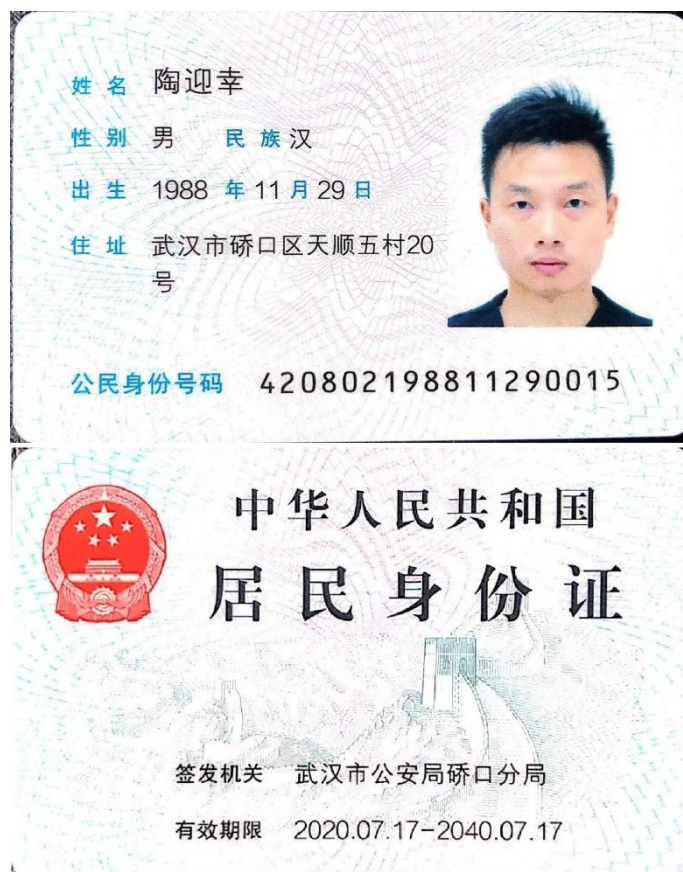 姓名 陶迎幸
性别 男 民族 汉
出生 1988 年 11 月 29 日
住址 武汉市硚口区天顺五村20
号
公民身份号码 420802198811290015
中华人民共和国
居民身份证
签发机关 武汉市公安局硚口分局
有效期限 2020.07.17-2040.07.17